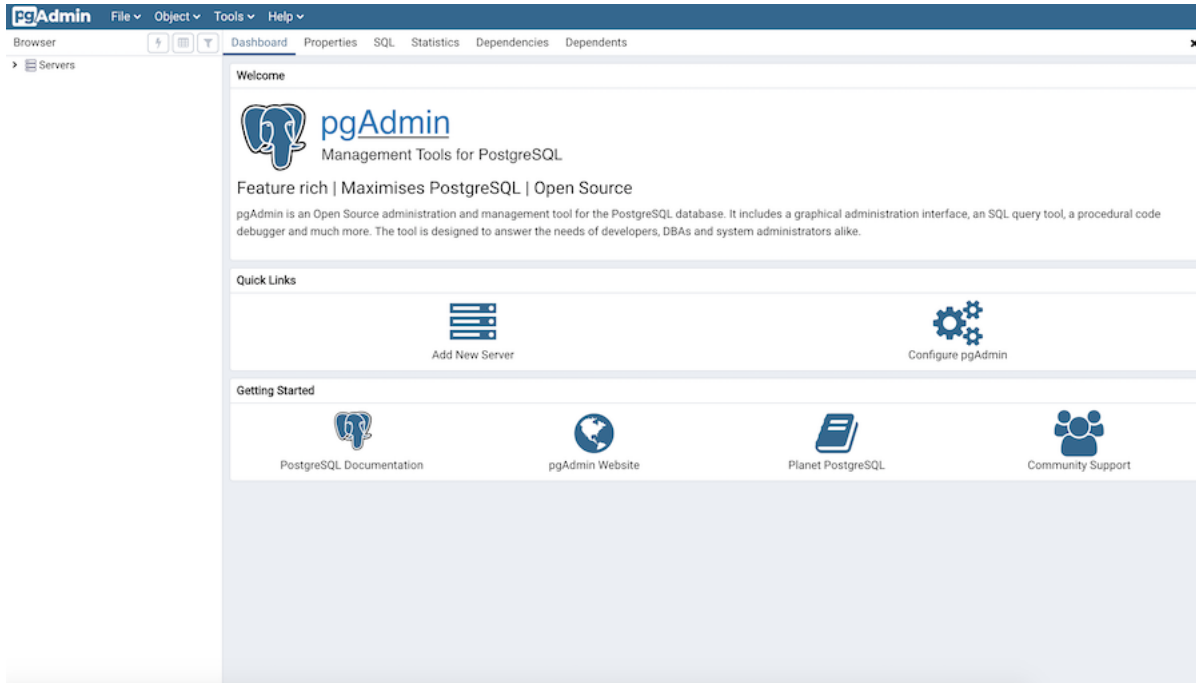 pgAdmin File Object Tools Help
Browser
Dashboard Properties SQL Statistics Dependencies Dependents
Servers
Welcome
pgAdmin
Management Tools for PostgreSQL
Feature rich | Maximises PostgreSQL | Open Source
pgAdmin is an Open Source administration and management tool for the PostgreSQL database. It includes a graphical administration interface, an SQL query tool, a procedural code
debugger and much more. The tool is designed to answer the needs of developers, DBAs and system administrators alike.
Quick Links
Add New Server
Configure pgAdmin
Getting Started
PostgreSQL Documentation
pgAdmin Website
Planet PostgreSQL
Community Support